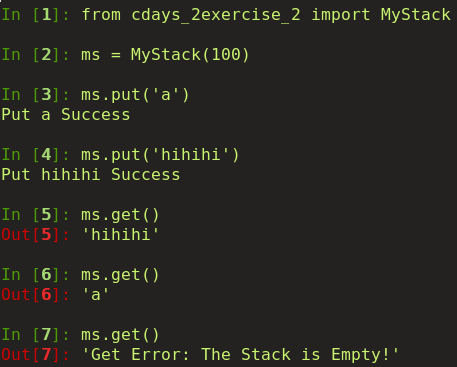 In [1]: from cdays_2exercise_2 import MyStack
In [2]: ms = MyStack(100)
In [3]: ms.put('a')
Put a Success
In [4]: ms.put('hihihi')
Put hihihi Success
In [5]: ms.get()
Out[5]: 'hihihi'
In [6]: ms.get()
Out[6]: 'a'
In [7]: ms.get()
Out[7]: 'Get Error: The Stack is Empty!'